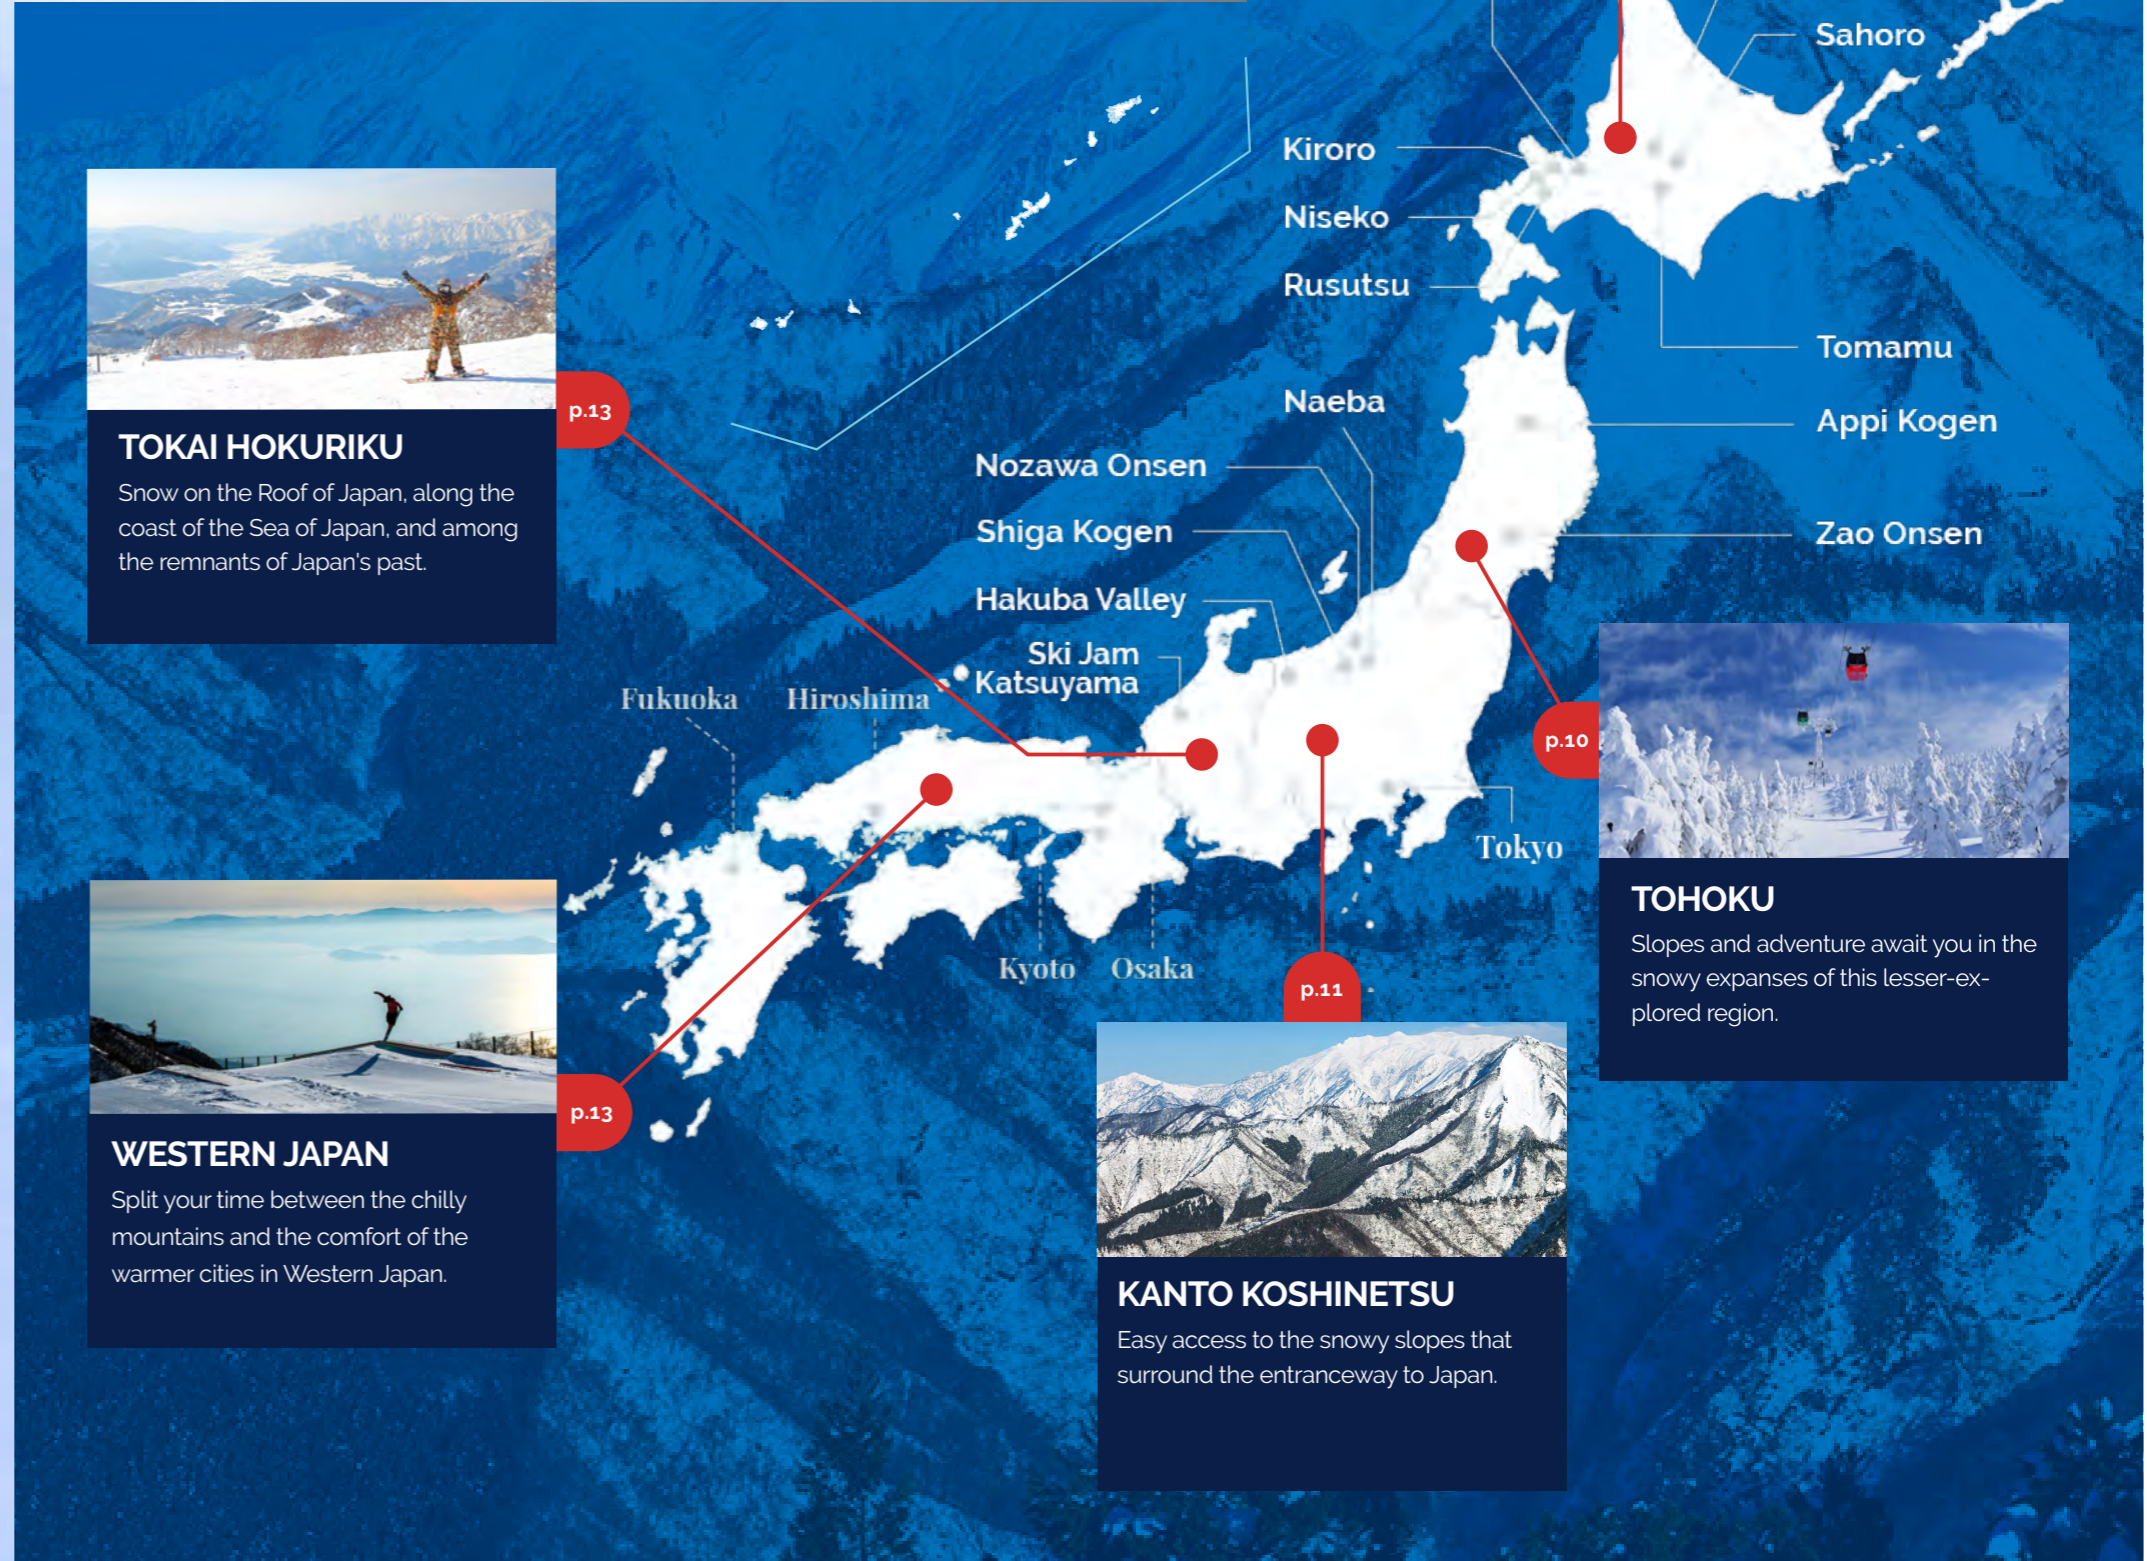 Sahoro
Kiroro
Niseko
Rusutsu
Tomamu
Naeba
Appi Kogen
Nozawa Onsen
Shiga Kogen
Zao Onsen
Hakuba Valley
Ski Jam
Katsuyama
Fukuoka
Hiroshima
Tokyo
Kyoto
Osaka
p.13
TOKAI HOKURIKU
Snow on the Roof of Japan, along the
coast of the Sea of Japan, and among
the remnants of Japan's past.
p.10
TOHOKU
Slopes and adventure await you in the
snowy expanses of this lesser-ex-
plored region.
p.13
WESTERN JAPAN
Split your time between the chilly
mountains and the comfort of the
warmer cities in Western Japan.
p.11
KANTO KOSHINETSU
Easy access to the snowy slopes that
surround the entranceway to Japan.